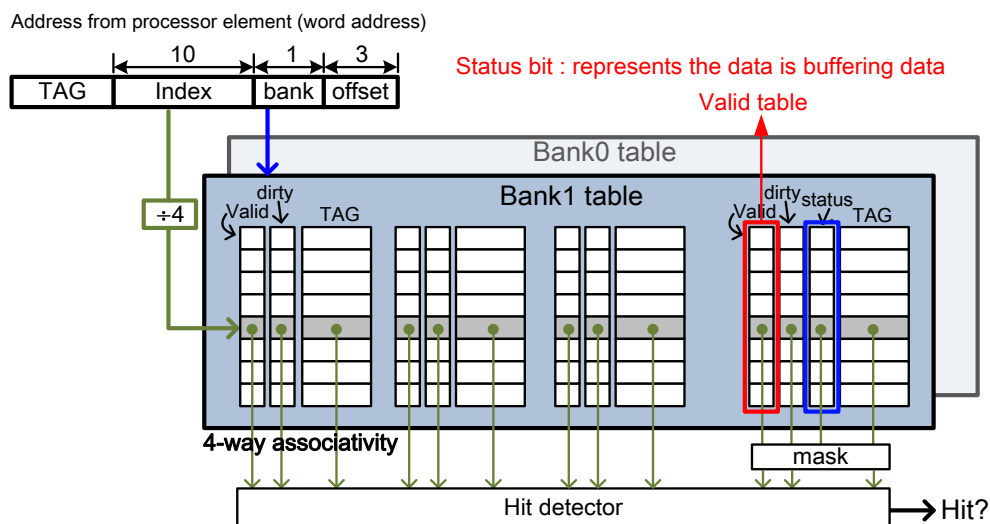 Address from processor element (word address)
10 1 3
TAG Index bank offset
Status bit : represents the data is buffering data
Valid table
Bank0 table
Bank1 table
÷4
Valid dirty TAG
Valid dirty status TAG
4-way associativity
mask
Hit detector
Hit?